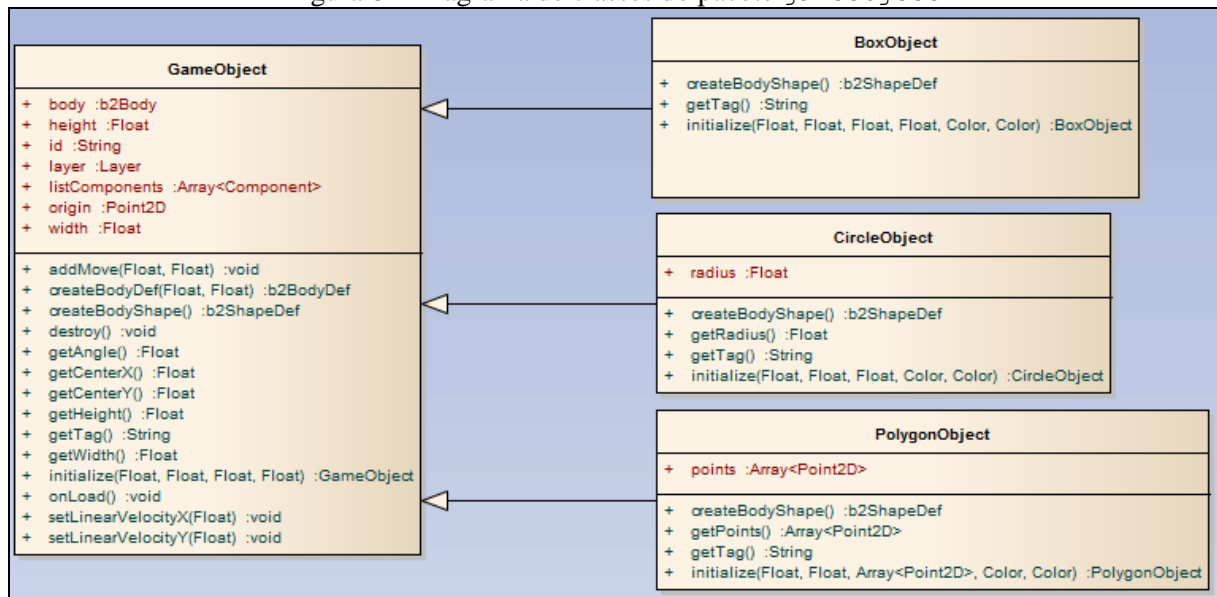 GameObject
+ body :b2Body
+ height :Float
+ id :String
+ layer :Layer
+ listComponents :Array<Component>
+ origin :Point2D
+ width :Float
+ addMove(Float, Float) :void
+ createBodyDef(Float, Float) :b2BodyDef
+ createBodyShape() :b2ShapeDef
+ destroy() :void
+ getAngle() :Float
+ getCenterX() :Float
+ getCenterY() :Float
+ getHeight() :Float
+ getTag() :String
+ getWidth() :Float
+ initialize(Float, Float, Float, Float) :GameObject
+ onLoad() :void
+ setLinearVelocityX(Float) :void
+ setLinearVelocityY(Float) :void
BoxObject
+ createBodyShape() :b2ShapeDef
+ getTag() :String
+ initialize(Float, Float, Float, Float, Color, Color) :BoxObject
CircleObject
+ radius :Float
+ createBodyShape() :b2ShapeDef
+ getRadius() :Float
+ getTag() :String
+ initialize(Float, Float, Float, Color, Color) :CircleObject
PolygonObject
+ points :Array<Point2D>
+ createBodyShape() :b2ShapeDef
+ getPoints() :Array<Point2D>
+ getTag() :String
+ initialize(Float, Float, Array<Point2D>, Color, Color) :PolygonObject